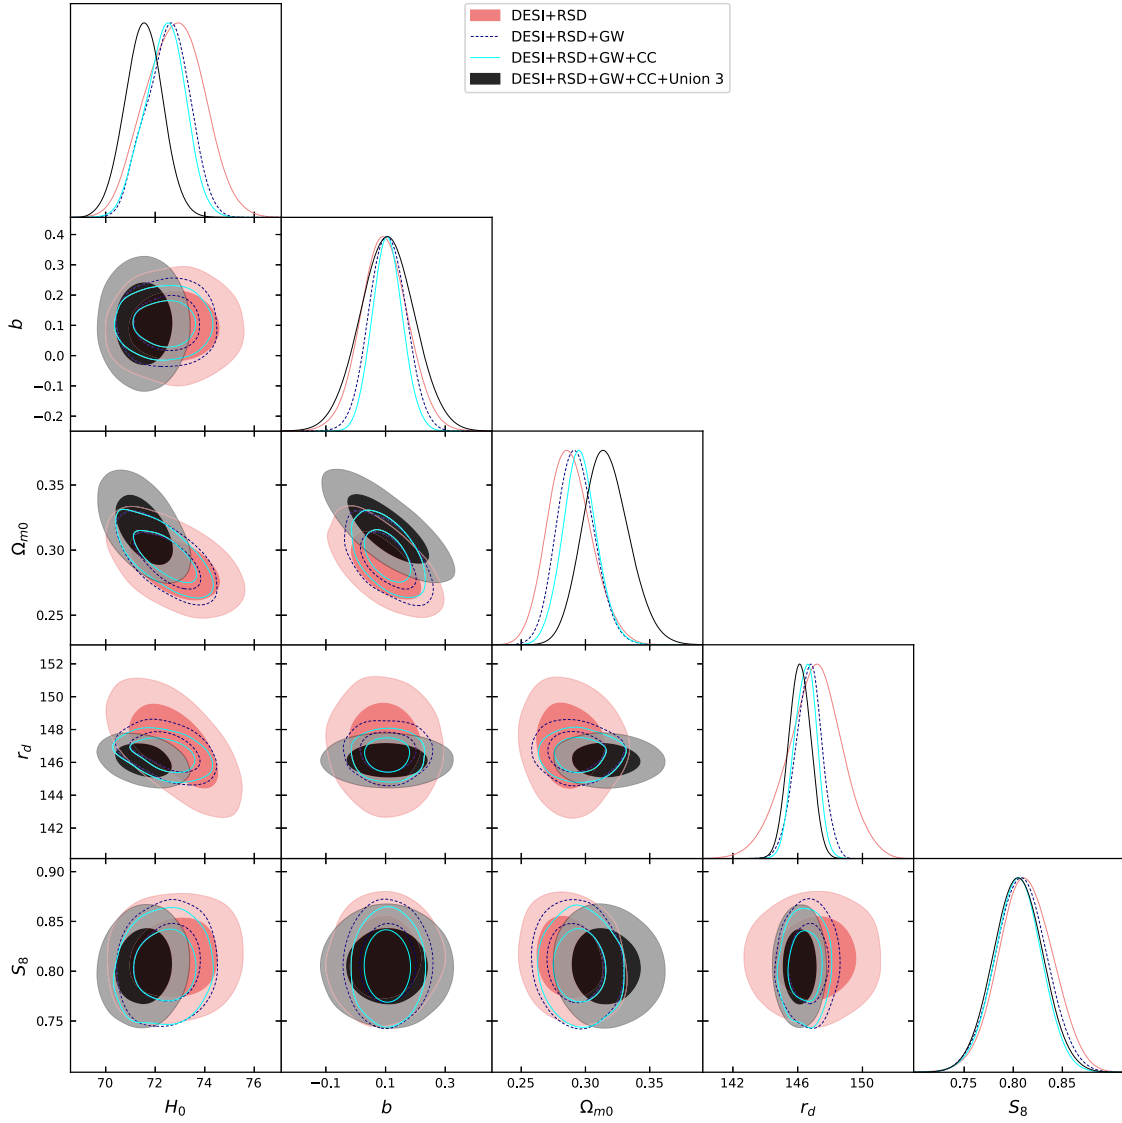 DESI+RSD
DESI+RSD+GW
DESI+RSD+GW+CC
DESI+RSD+GW+CC+Union 3
0.4
0.3
0.2
0.1
0.0
−0.1
−0.2
b
0.35
0.30
0.25
Ωm0
152
150
148
146
144
142
rd
0.90
0.85
0.80
0.75
S8
70 72 74 76
−0.1 0.1 0.3
0.25 0.30 0.35
142 146 150
0.75 0.80 0.85
H0 b Ωm0 rd S8